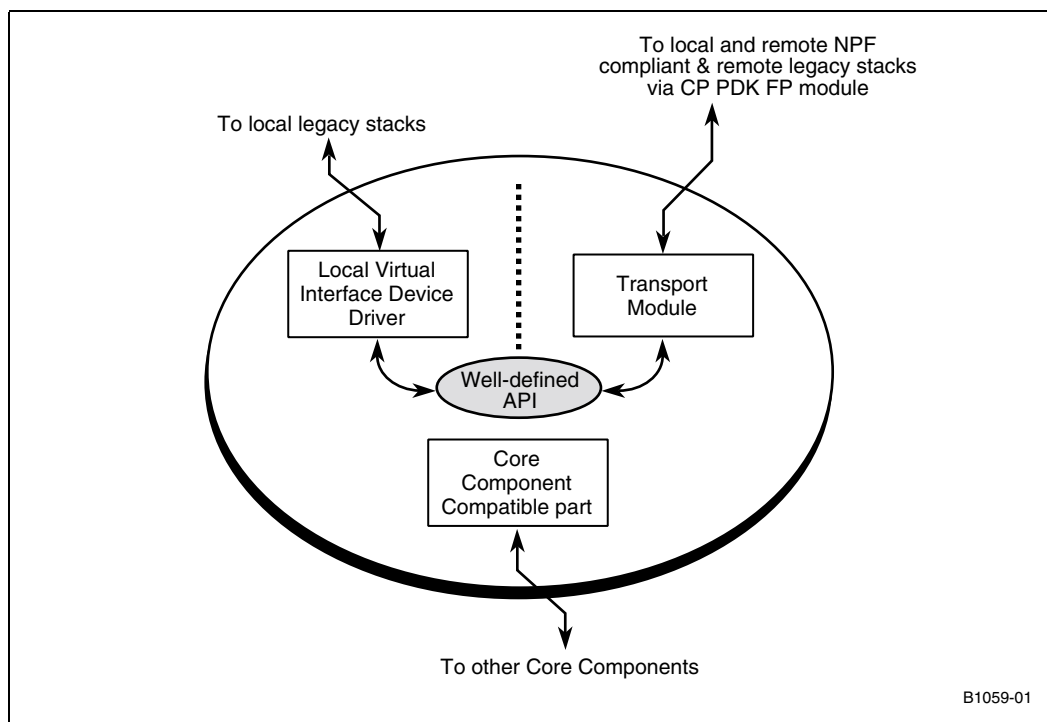 To local and remote NPF
compliant & remote legacy stacks
via CP PDK FP module
To local legacy stacks
Local Virtual
Interface Device
Driver
Transport
Module
Well-defined
API
Core
Component
Compatible part
To other Core Components
B1059-01